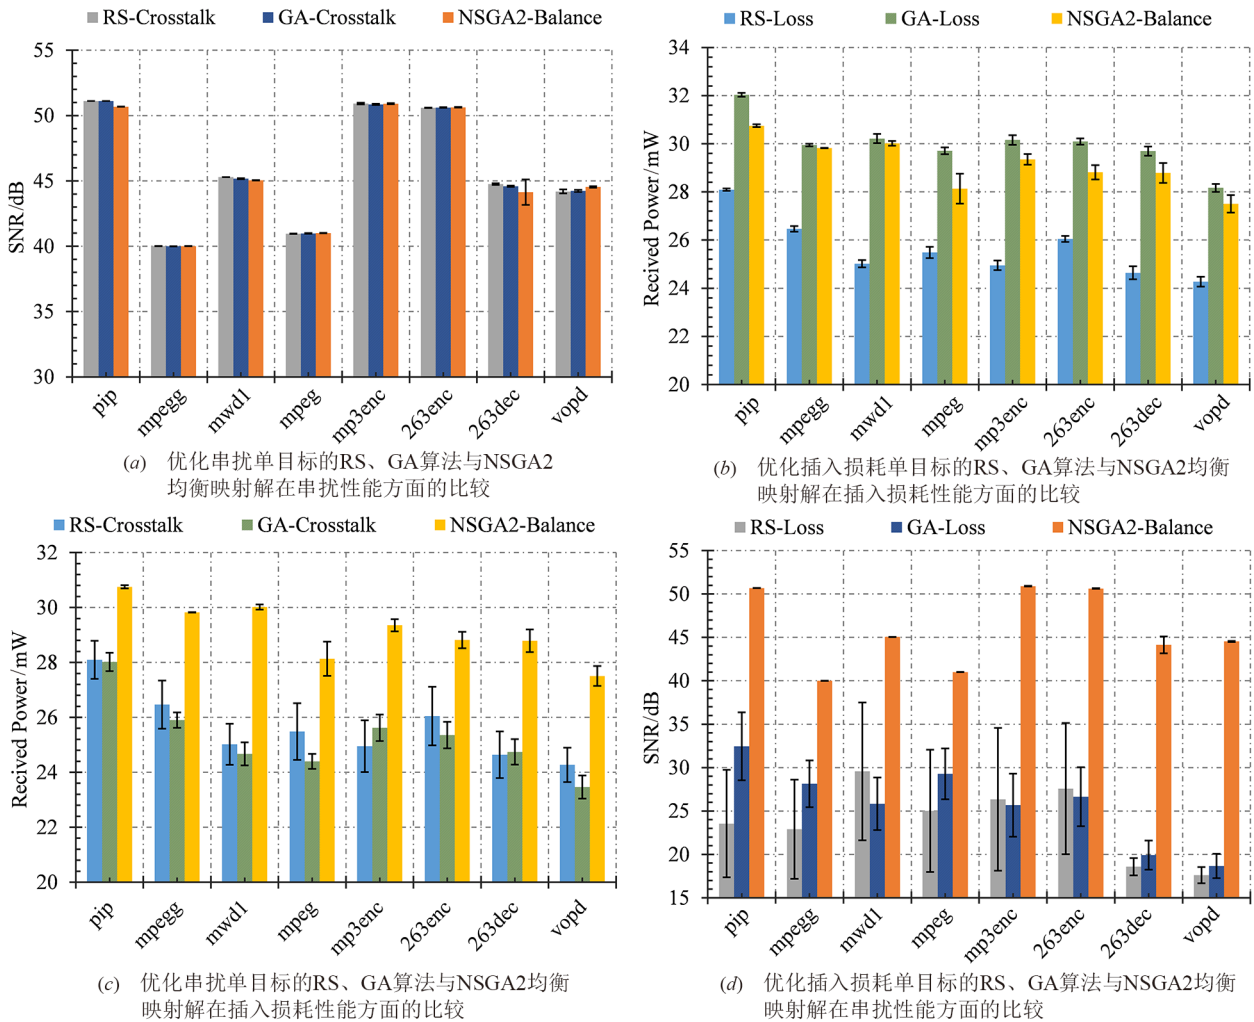 RS-Crosstalk GA-Crosstalk NSGA2-Balance
55
50
45
40
35
30
SNR/dB
pip mpegg mwd1 mpeg mp3enc 263enc 263dec vopd
(a) 优化串扰单目标的RS、GA算法与NSGA2
均衡映射解在串扰性能方面的比较
RS-Loss GA-Loss NSGA2-Balance
34
32
30
28
26
24
22
20
Recived Power/mW
pip mpegg mwd1 mpeg mp3enc 263enc 263dec vopd
(b) 优化插入损耗单目标的RS、GA算法与NSGA2均衡
映射解在插入损耗性能方面的比较
RS-Crosstalk GA-Crosstalk NSGA2-Balance
32
30
28
26
24
22
20
Recived Power/mW
pip mpegg mwd1 mpeg mp3enc 263enc 263dec vopd
(c) 优化串扰单目标的RS、GA算法与NSGA2均衡
映射解在插入损耗性能方面的比较
RS-Loss GA-Loss NSGA2-Balance
55
50
45
40
35
30
25
20
15
SNR/dB
pip mpegg mwd1 mpeg mp3enc 263enc 263dec vopd
(d) 优化插入损耗单目标的RS、GA算法与NSGA2均衡
映射解在串扰性能方面的比较